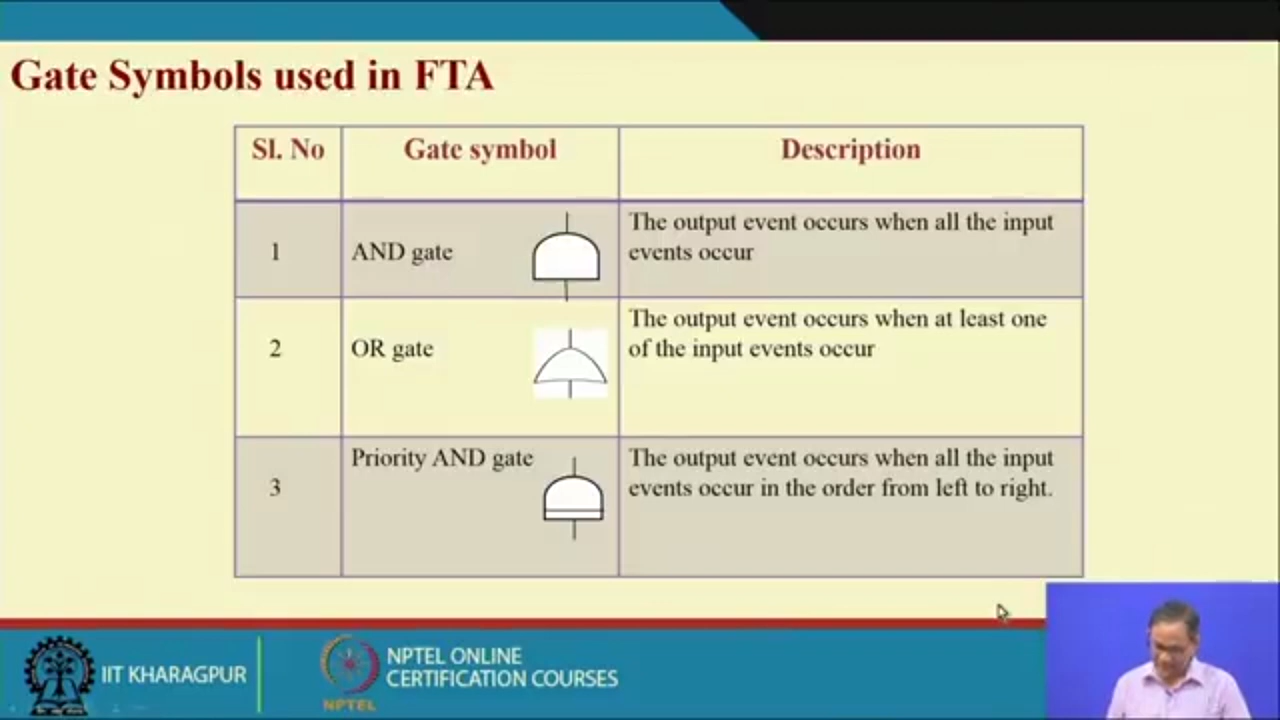 Gate Symbols used in FTA
Sl. No
Gate symbol
Description
1
AND gate
The output event occurs when all the input
events occur
2
OR gate
The output event occurs when at least one
of the input events occur
3
Priority AND gate
The output event occurs when all the input
events occur in the order from left to right.
IIT KHARAGPUR
NPTEL
NPTEL ONLINE
CERTIFICATION COURSES